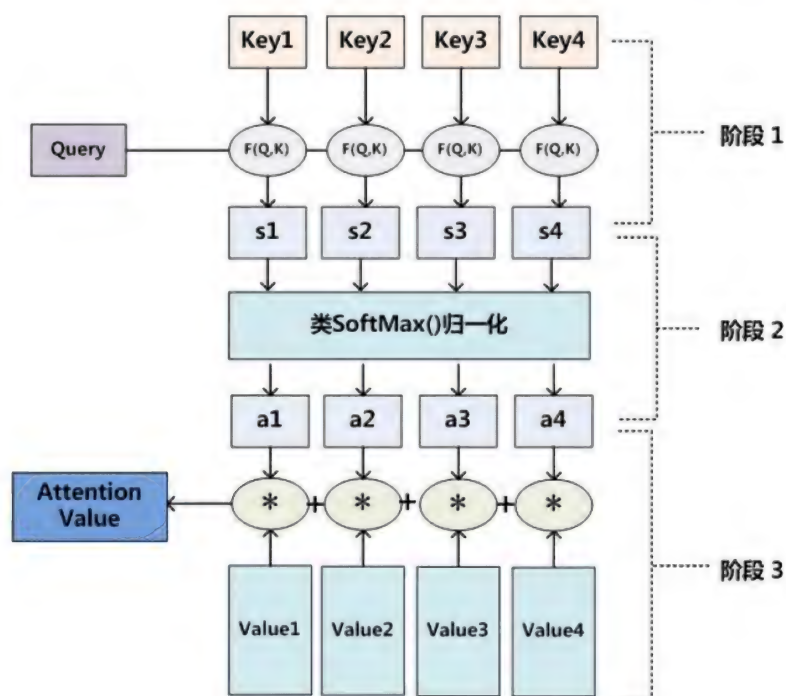 Key1 Key2 Key3 Key4
阶段 1
Query F(Q,K) F(Q,K) F(Q,K) F(Q,K)
s1 s2 s3 s4
类SoftMax()归一化
阶段 2
a1 a2 a3 a4
Attention
Value
* + * + * + *
阶段 3
Value1 Value2 Value3 Value4